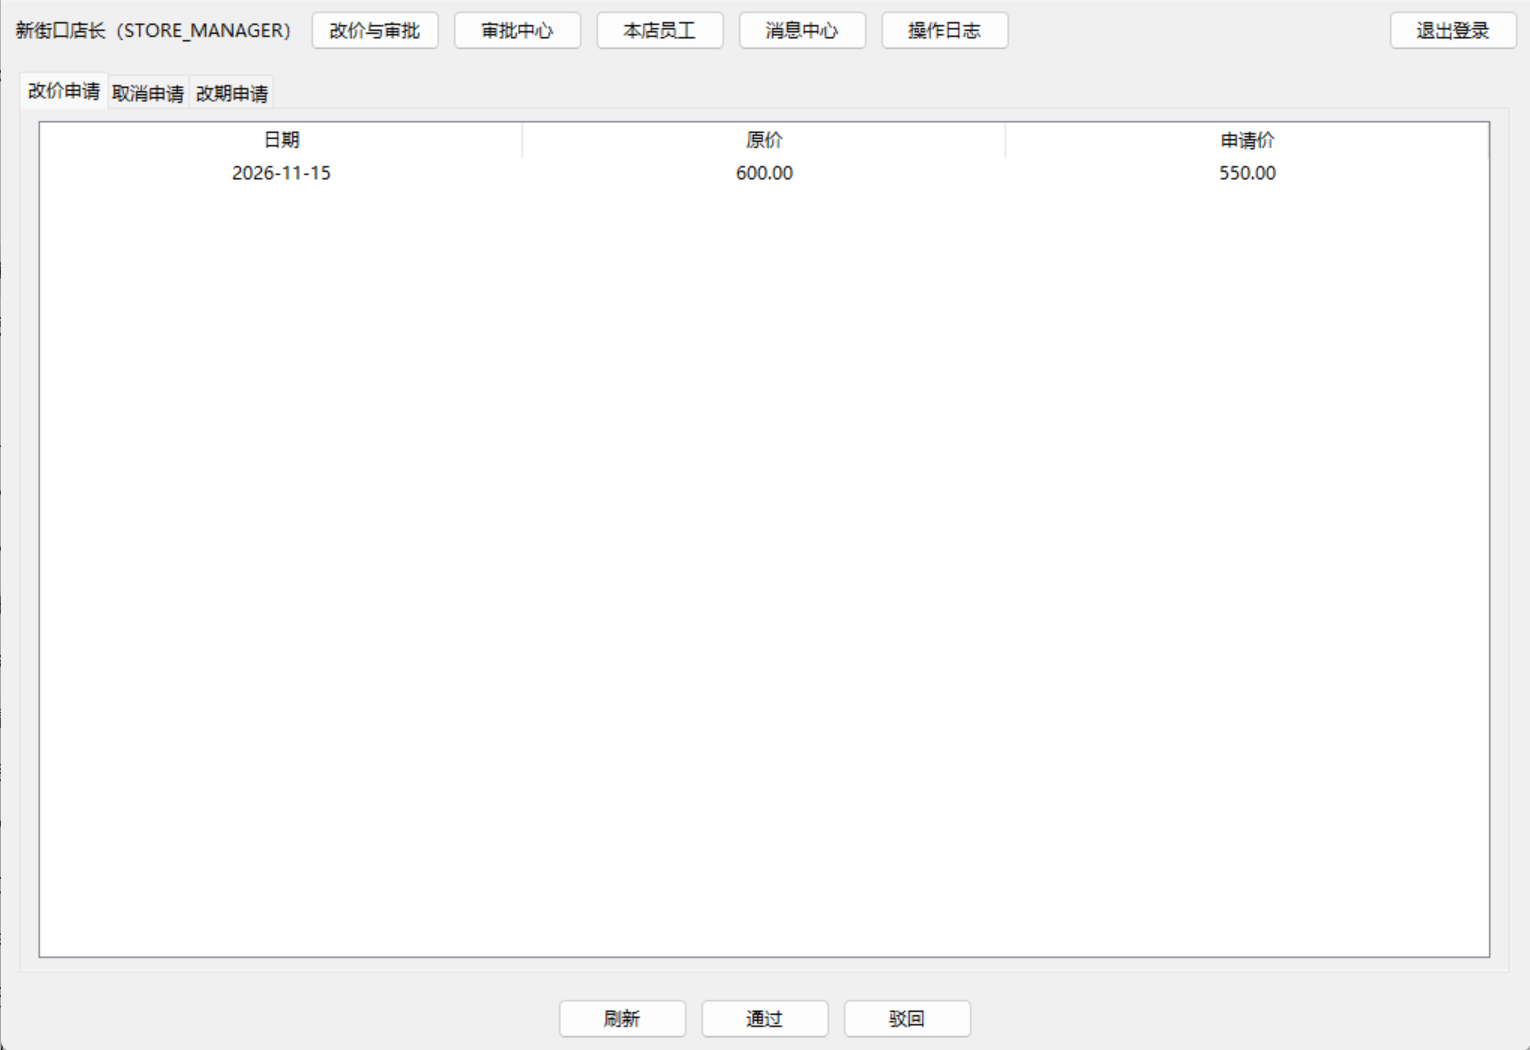 新街口店长（STORE_MANAGER） 改价与审批 审批中心 本店员工 消息中心 操作日志 退出登录
改价申请 取消申请 改期申请
日期 原价 申请价
2026-11-15 600.00 550.00
刷新 通过 驳回